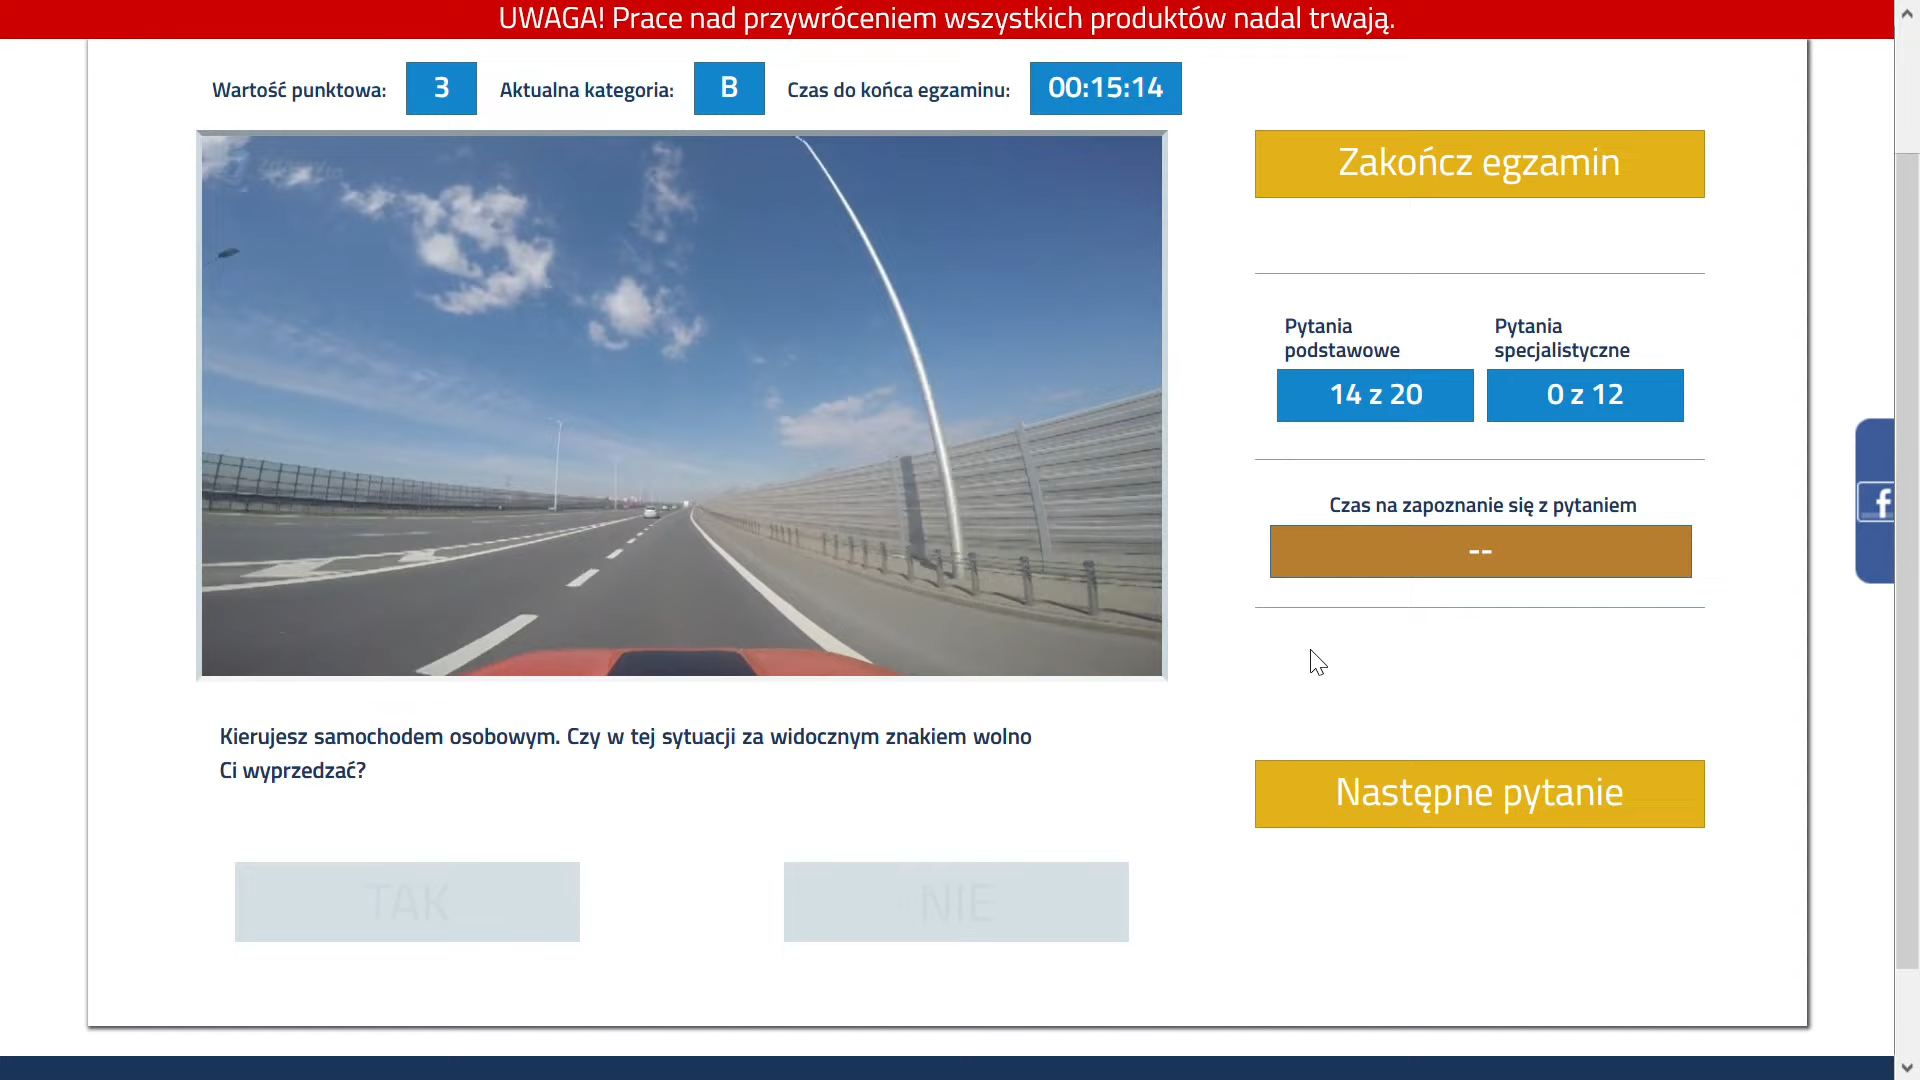 UWAGA! Prace nad przywróceniem wszystkich produktów nadal trwają.
Wartość punktowa: 3 Aktualna kategoria: B Czas do końca egzaminu: 00:15:14
Zakończ egzamin
Pytania podstawowe
14 z 20
Pytania specjalistyczne
0 z 12
Czas na zapoznanie się z pytaniem
--
Kierujesz samochodem osobowym. Czy w tej sytuacji za widocznym znakiem wolno
Ci wyprzedzać?
TAK
NIE
Następne pytanie
f